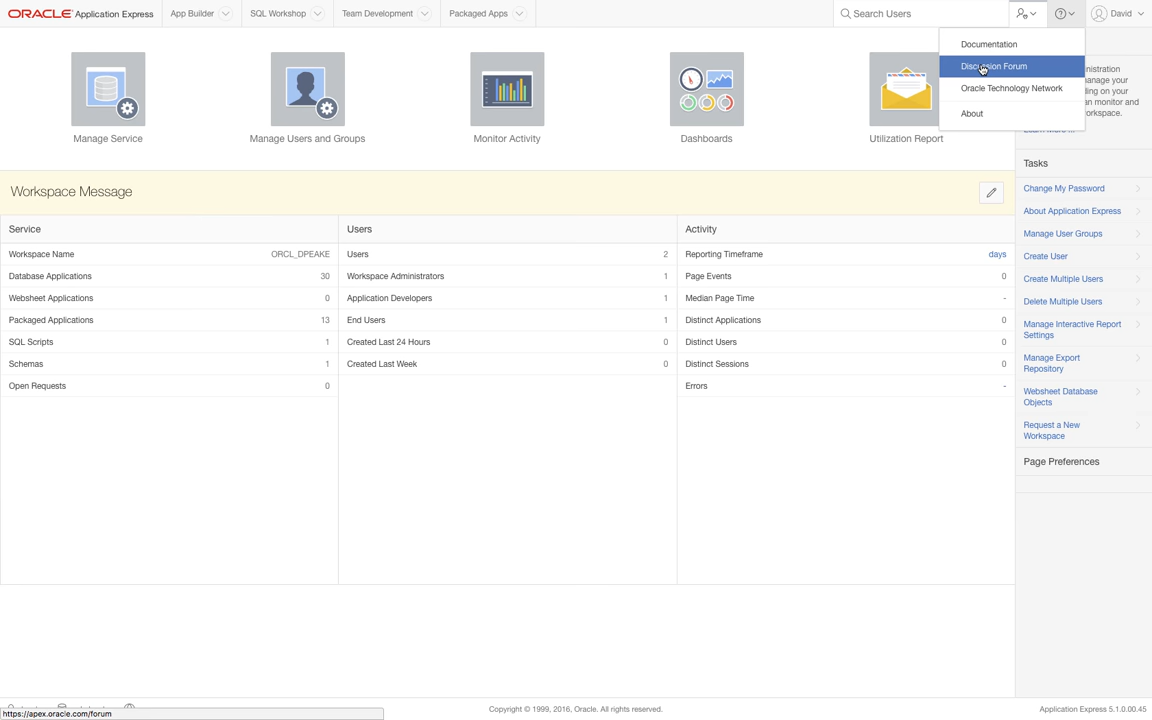 ORACLE Application Express
App Builder
SQL Workshop
Team Development
Packaged Apps
Search Users
David
Documentation
Discussion Forum
Oracle Technology Network
About
Manage Service
Manage Users and Groups
Monitor Activity
Dashboards
Utilization Report
Workspace Message
Service
Workspace Name ORCL_DPEAKE
Database Applications 30
Websheet Applications 0
Packaged Applications 13
SQL Scripts 1
Schemas 1
Open Requests 0
Users
Users 2
Workspace Administrators 1
Application Developers 1
End Users 1
Created Last 24 Hours 0
Created Last Week 0
Activity
Reporting Timeframe days
Page Events 0
Median Page Time -
Distinct Applications 0
Distinct Users 0
Distinct Sessions 0
Errors -
Tasks
Change My Password
About Application Express
Manage User Groups
Create User
Create Multiple Users
Delete Multiple Users
Manage Interactive Report
Settings
Manage Export
Repository
Websheet Database
Objects
Request a New
Workspace
Page Preferences
https://apex.oracle.com/forum
Copyright © 1999, 2016, Oracle. All rights reserved.
Application Express 5.1.0.00.45